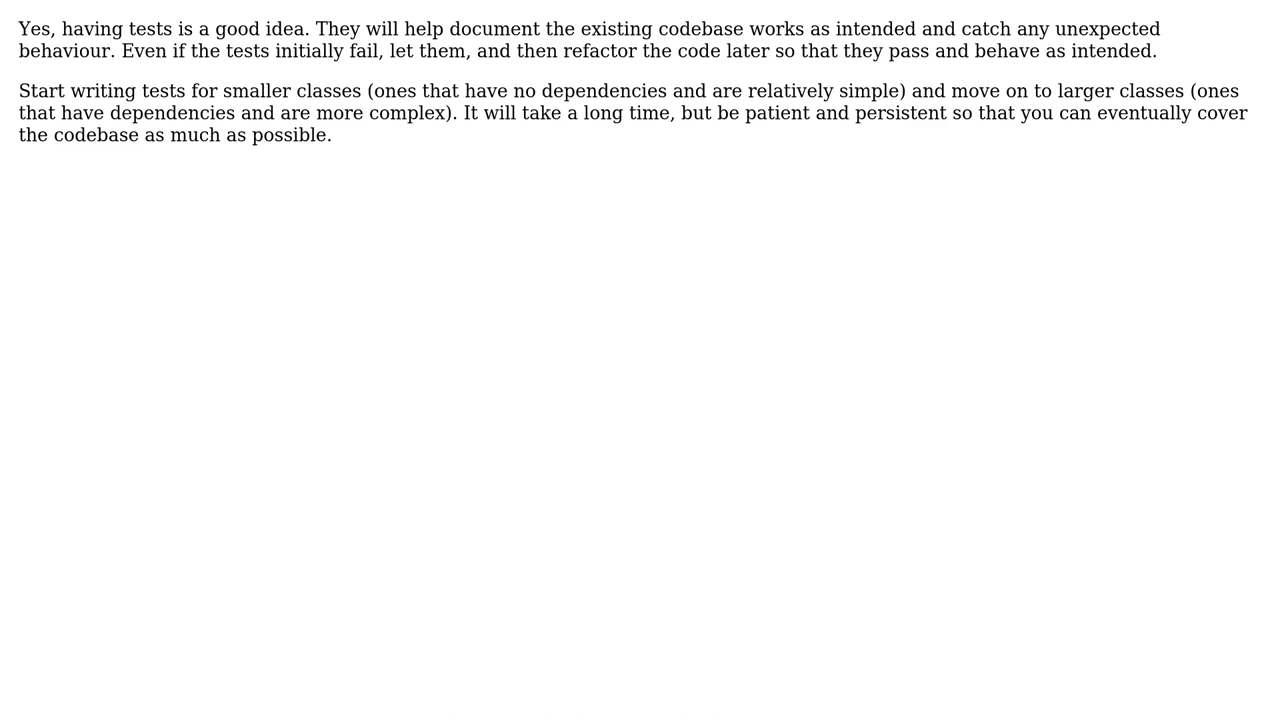 Yes, having tests is a good idea. They will help document the existing codebase works as intended and catch any unexpected
behaviour. Even if the tests initially fail, let them, and then refactor the code later so that they pass and behave as intended.
Start writing tests for smaller classes (ones that have no dependencies and are relatively simple) and move on to larger classes (ones
that have dependencies and are more complex). It will take a long time, but be patient and persistent so that you can eventually cover
the codebase as much as possible.